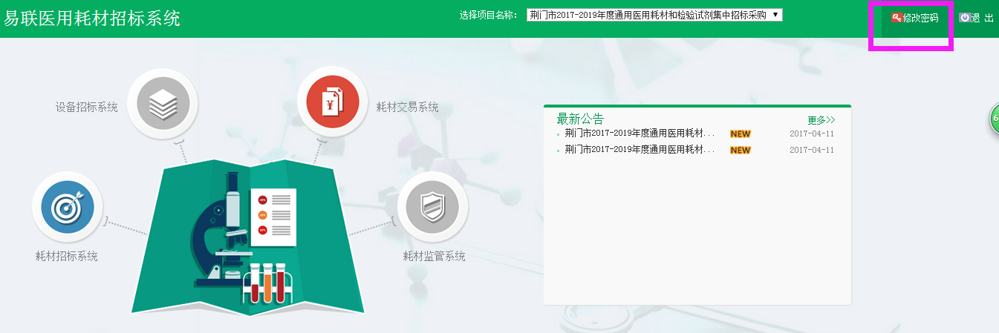 易联医用耗材招标系统
选择项目名称： 荆门市2017-2019年度通用医用耗材和检验试剂集中招标采购
修改密码
退 出
设备招标系统
耗材交易系统
耗材招标系统
耗材监管系统
最新公告 更多>>
荆门市2017-2019年度通用医用耗材... NEW 2017-04-11
荆门市2017-2019年度通用医用耗材... NEW 2017-04-11
¥
6